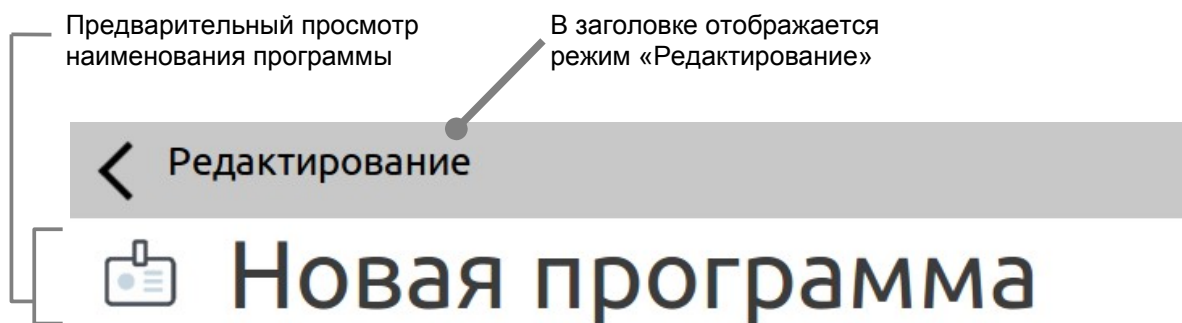 Предварительный просмотр
наименования программы
В заголовке отображается
режим «Редактирование»
Редактирование
Новая программа